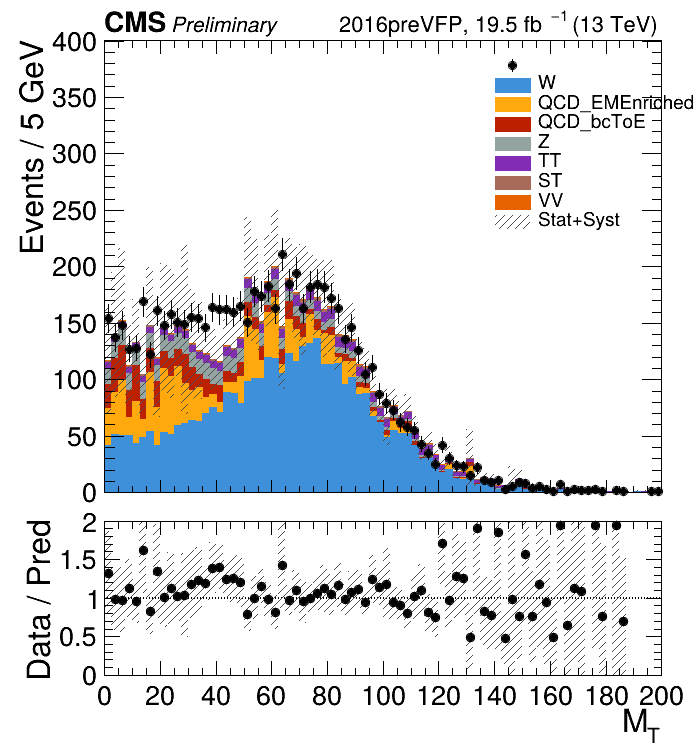 CMS Preliminary 2016preVFP, 19.5 fb⁻¹ (13 TeV)
Events / 5 GeV
400
350
300
250
200
150
100
50
0
W
QCD_EMEnriched
QCD_bcToE
Z
TT
ST
VV
Stat+Syst
Data / Pred
2
1.5
1
0.5
0
0 20 40 60 80 100 120 140 160 180 200
M_T